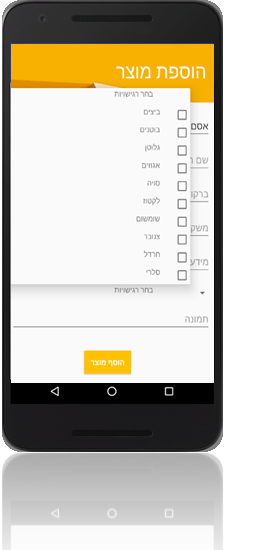 הוספת מוצר
בחר רגישויות
ביצים
אסם
בוטנים
גלוטן
שם
אגוזים
סויה
ברקו
לקטוז
שומשום
משק
צנובר
חרדל
מידע
סלרי
בחר רגישויות
תמונה
הוסף מוצר